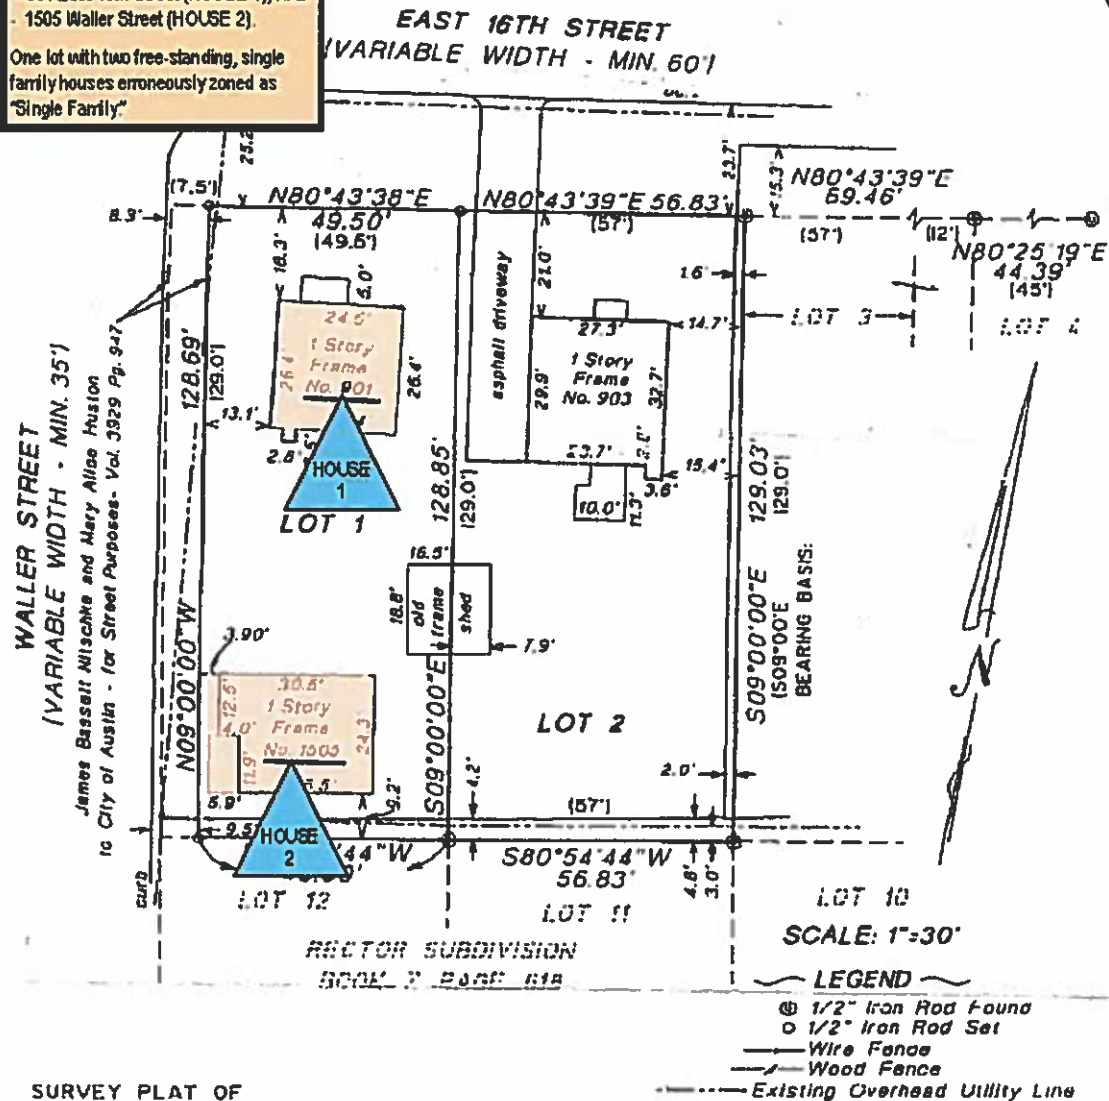 1505 Waller Street (HOUSE 2).
One lot with two free-standing, single
family houses erroneously zoned as
"Single Family."
EAST 16TH STREET
(VARIABLE WIDTH - MIN. 60')
25.2
23.7'
15.3'
N80°43'39"E
69.46'
(57')
(12')
N80°25'19"E
44.39'
(45')
(7.5')
8.3'
N80°43'38"E
49.50'
(49.5')
N80°43'39"E 56.83'
(57')
18.3'
5.0'
21.0'
1.6'
LOT 3
LOT 4
asphalt driveway
24.6'
1 Story
Frame
No. 901
26.4'
26.4'
27.3'
14.7'
1 Story
Frame
No. 903
29.9'
32.7'
128.69'
(129.0')
13.1'
2.8'
HOUSE
1
LOT 1
23.7'
15.4'
3.6'
10.0'
11.3'
128.85'
(129.0')
129.03'
(129.0')
WALLER STREET
(VARIABLE WIDTH - MIN. 35')
James Bassett Nitschke and Mary Alice Huston
to City of Austin - for Street Purposes- Vol. 3929 Pg. 947
16.5'
18.8'
old frame shed
7.9'
S09°00'00"E
S09°00'00"E
(S09°00'E
BEARING BASIS:
N
N09°00'00"W
3.90'
30.5'
1 Story
Frame
No. 1505
12.5'
4.0'
11.9'
24.3'
5.9'
9.2'
9.5'
HOUSE
2
44"W
LOT 2
4.2'
2.0'
(57')
S80°54'44"W
56.83'
4.8'
3.0'
curb
LOT 12
LOT 11
LOT 10
RECTOR SUBDIVISION
SCALE: 1"=30'
LEGEND
1/2" Iron Rod Found
1/2" Iron Rod Set
Wire Fence
Wood Fence
Existing Overhead Utility Line
SURVEY PLAT OF